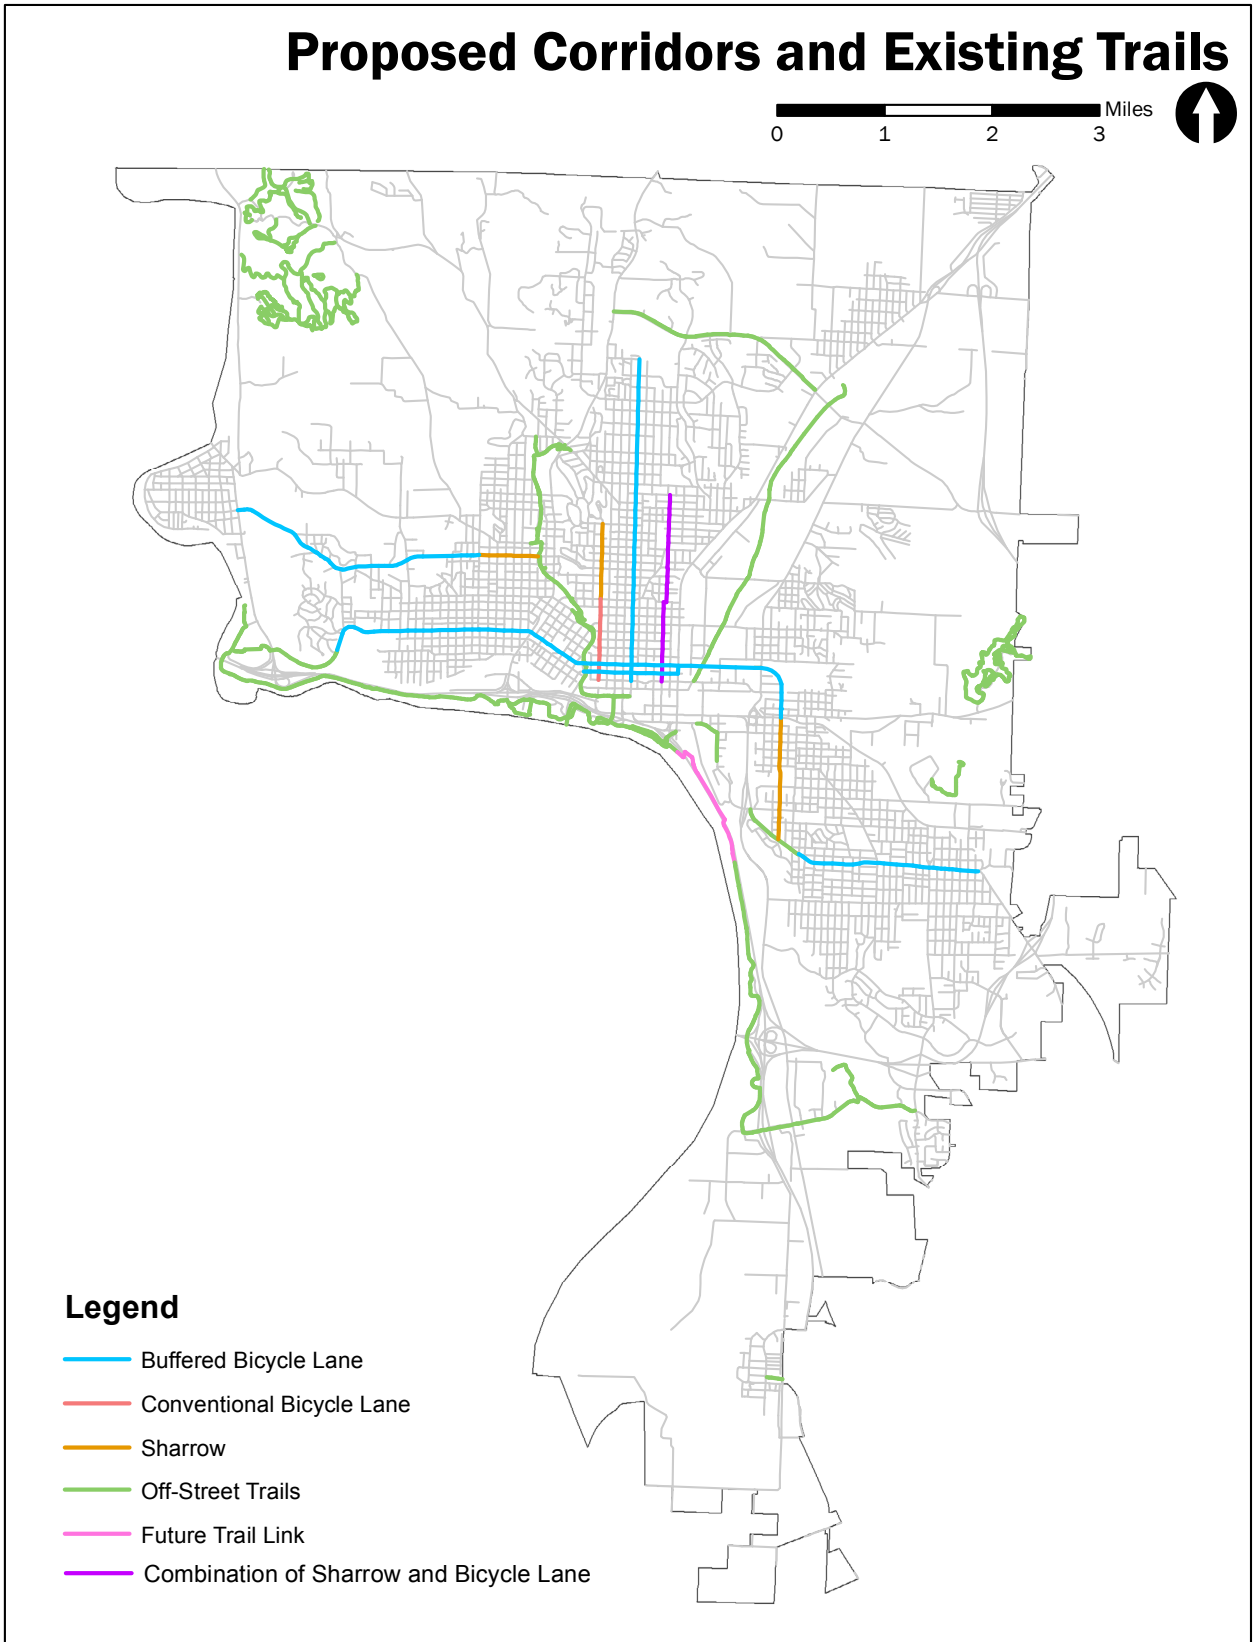 Proposed Corridors and Existing Trails
Miles
0 1 2 3
Legend
Buffered Bicycle Lane
Conventional Bicycle Lane
Sharrow
Off-Street Trails
Future Trail Link
Combination of Sharrow and Bicycle Lane